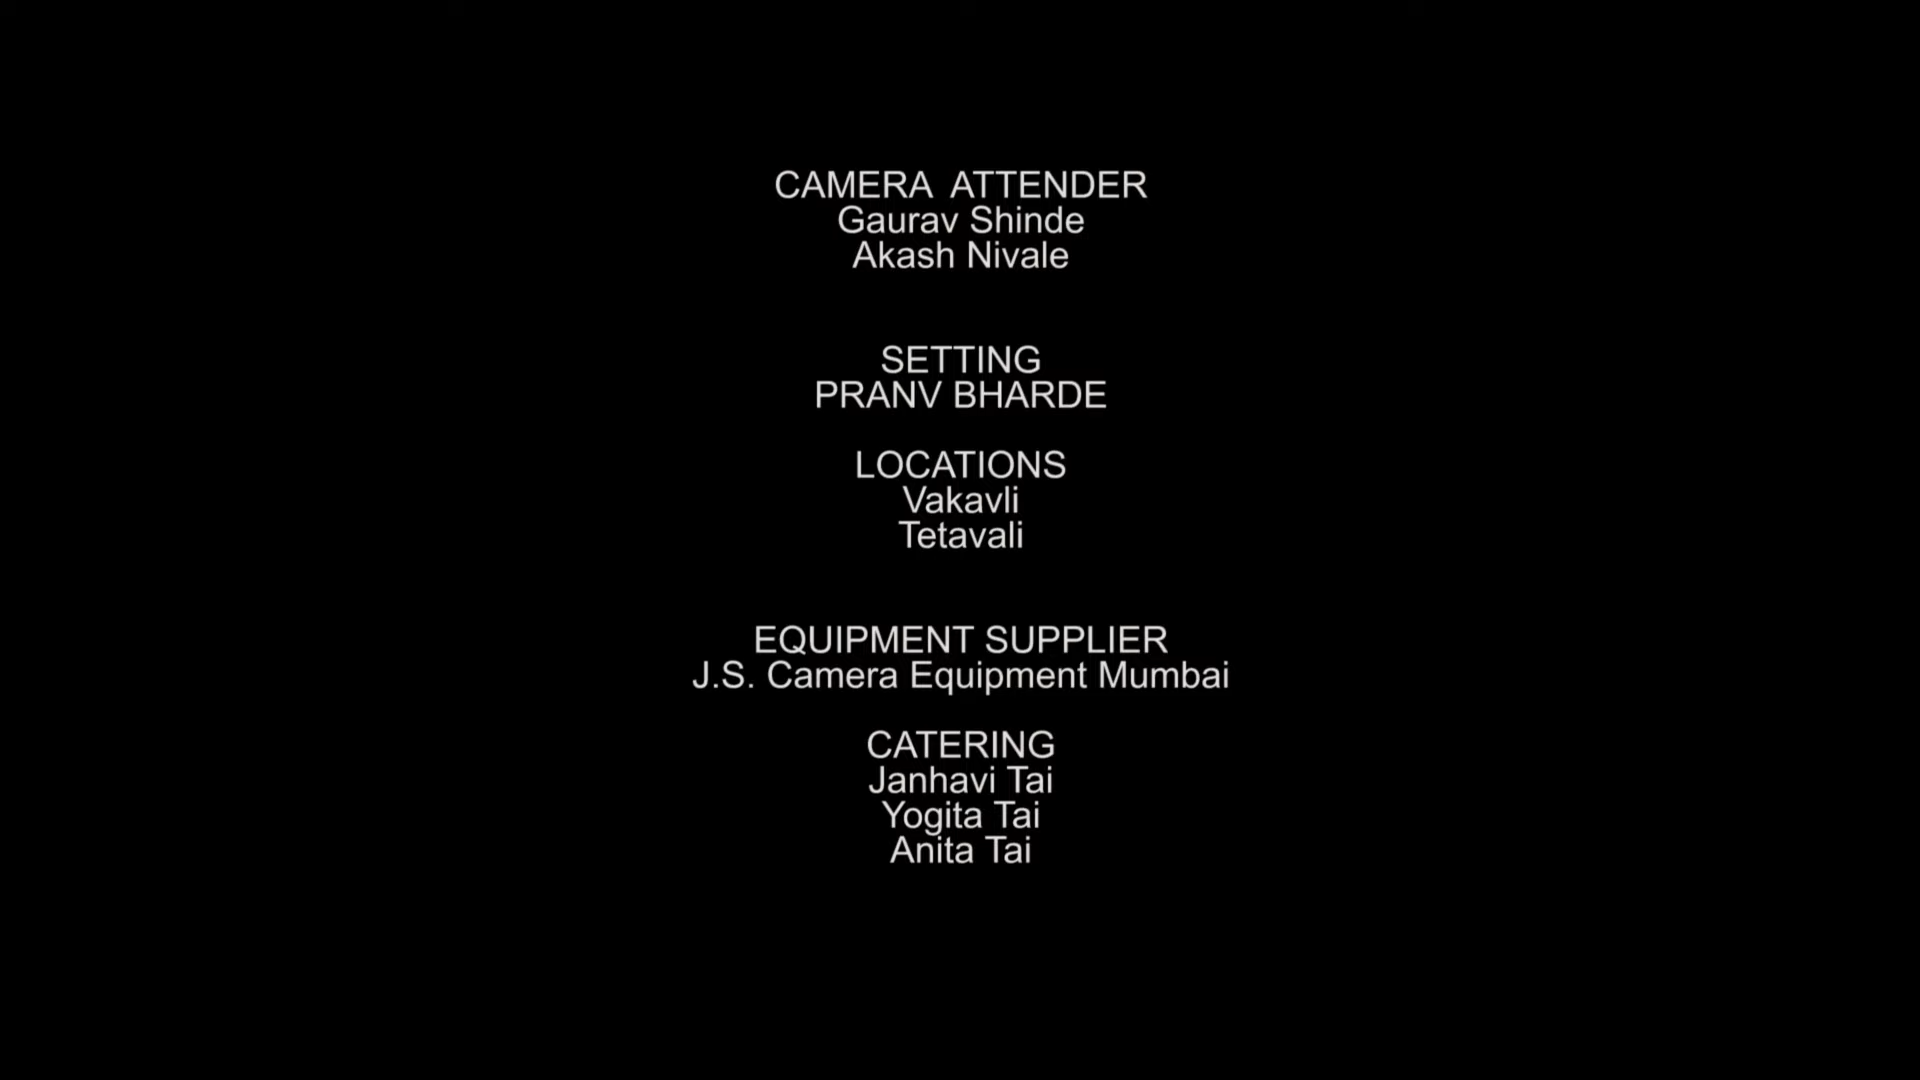 CAMERA  ATTENDER
Gaurav Shinde
Akash Nivale
SETTING
PRANV BHARDE
LOCATIONS
Vakavli
Tetavali
EQUIPMENT SUPPLIER
J.S. Camera Equipment Mumbai
CATERING
Janhavi Tai
Yogita Tai
Anita Tai